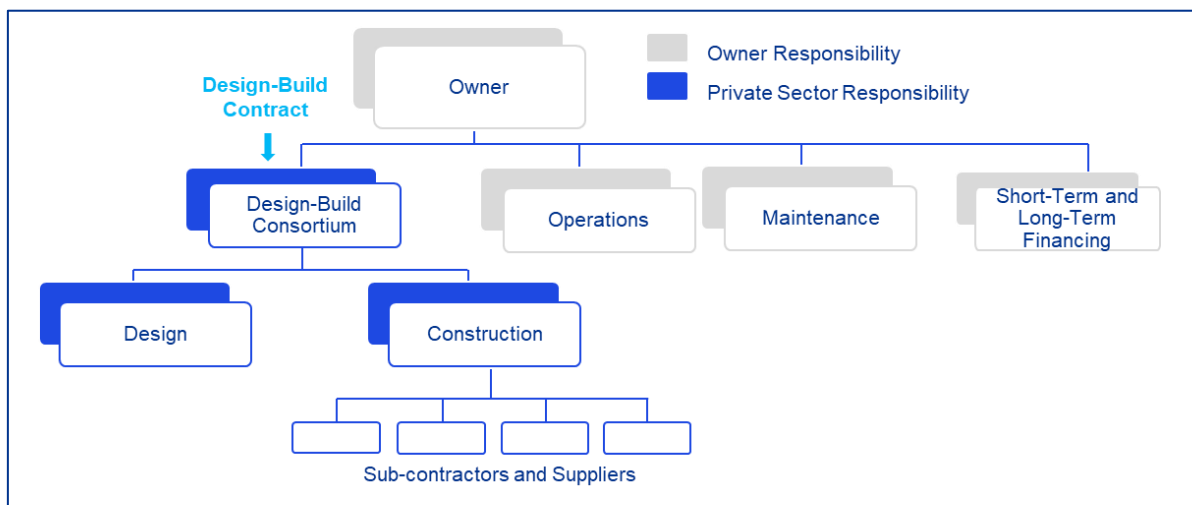 Owner
Owner Responsibility
Private Sector Responsibility
Design-Build
Contract
Design-Build
Consortium
Operations
Maintenance
Short-Term and
Long-Term
Financing
Design
Construction
Sub-contractors and Suppliers